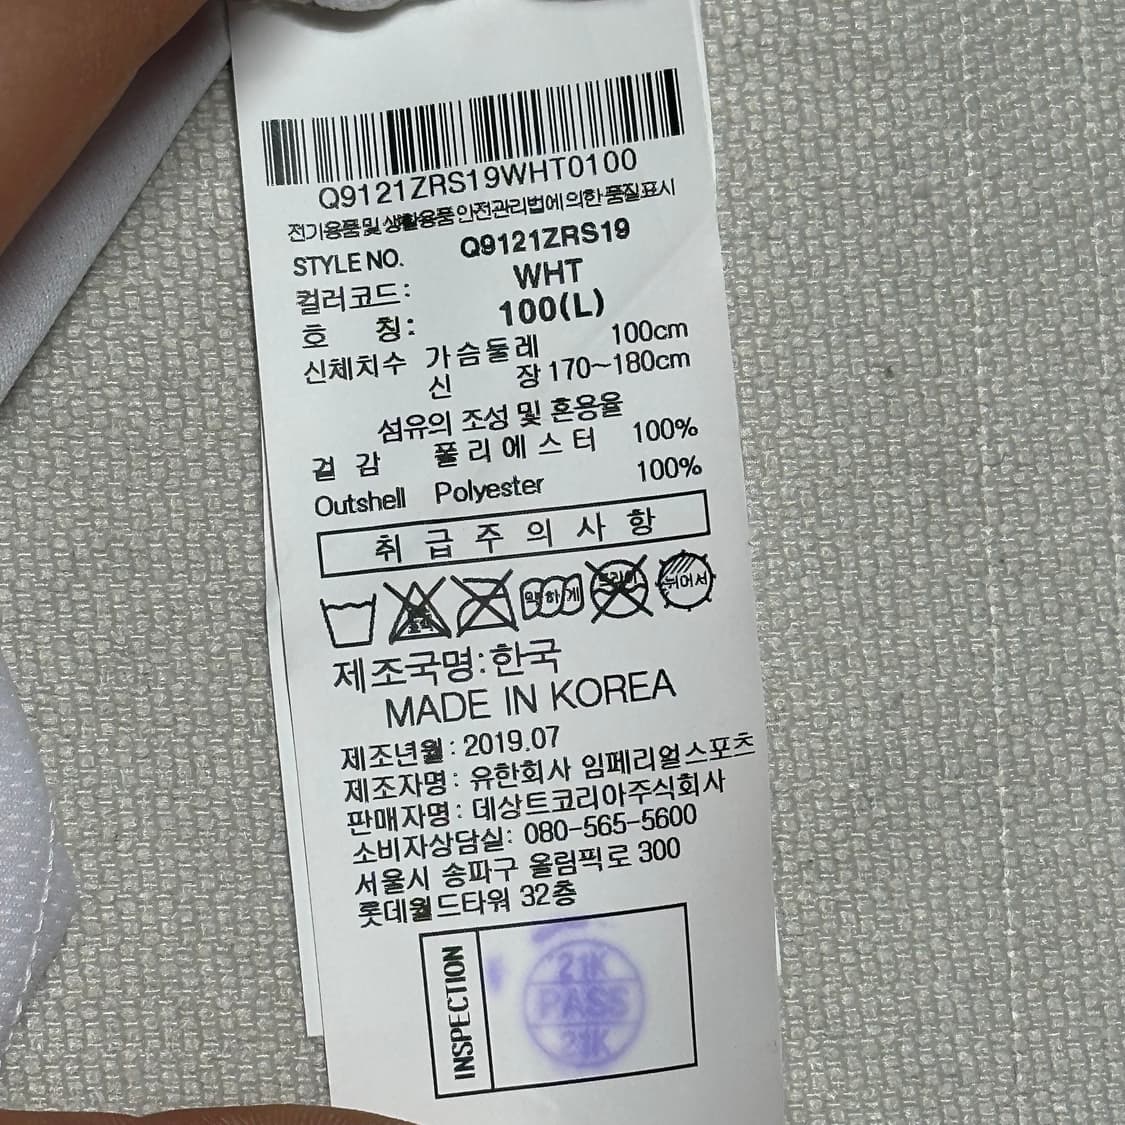 Q9121ZRS19WHT0100
전기용품및 생활용품 안전관리법에 의한 품질표시
STYLE NO. Q9121ZRS19
컬러코드: WHT
호 칭: 100(L)
신체치수 가슴둘레 100cm
신 장 170~180cm
섬유의 조성 및 혼용율
겉 감 폴리에스터 100%
Outshell Polyester 100%
취급주의사항
약하게 드라이 뉘어서
제조국명:한국
MADE IN KOREA
제조년월: 2019.07
제조자명: 유한회사 임페리얼스포츠
판매자명: 데상트코리아주식회사
소비자상담실: 080-565-5600
서울시 송파구 올림픽로 300
롯데월드타워 32층
INSPECTION
21K
PASS
21K